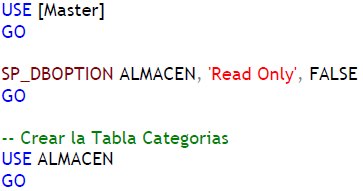 USE [Master]
GO
SP_DBOPTION ALMACEN, 'Read Only', FALSE
GO
-- Crear la Tabla Categorias
USE ALMACEN
GO